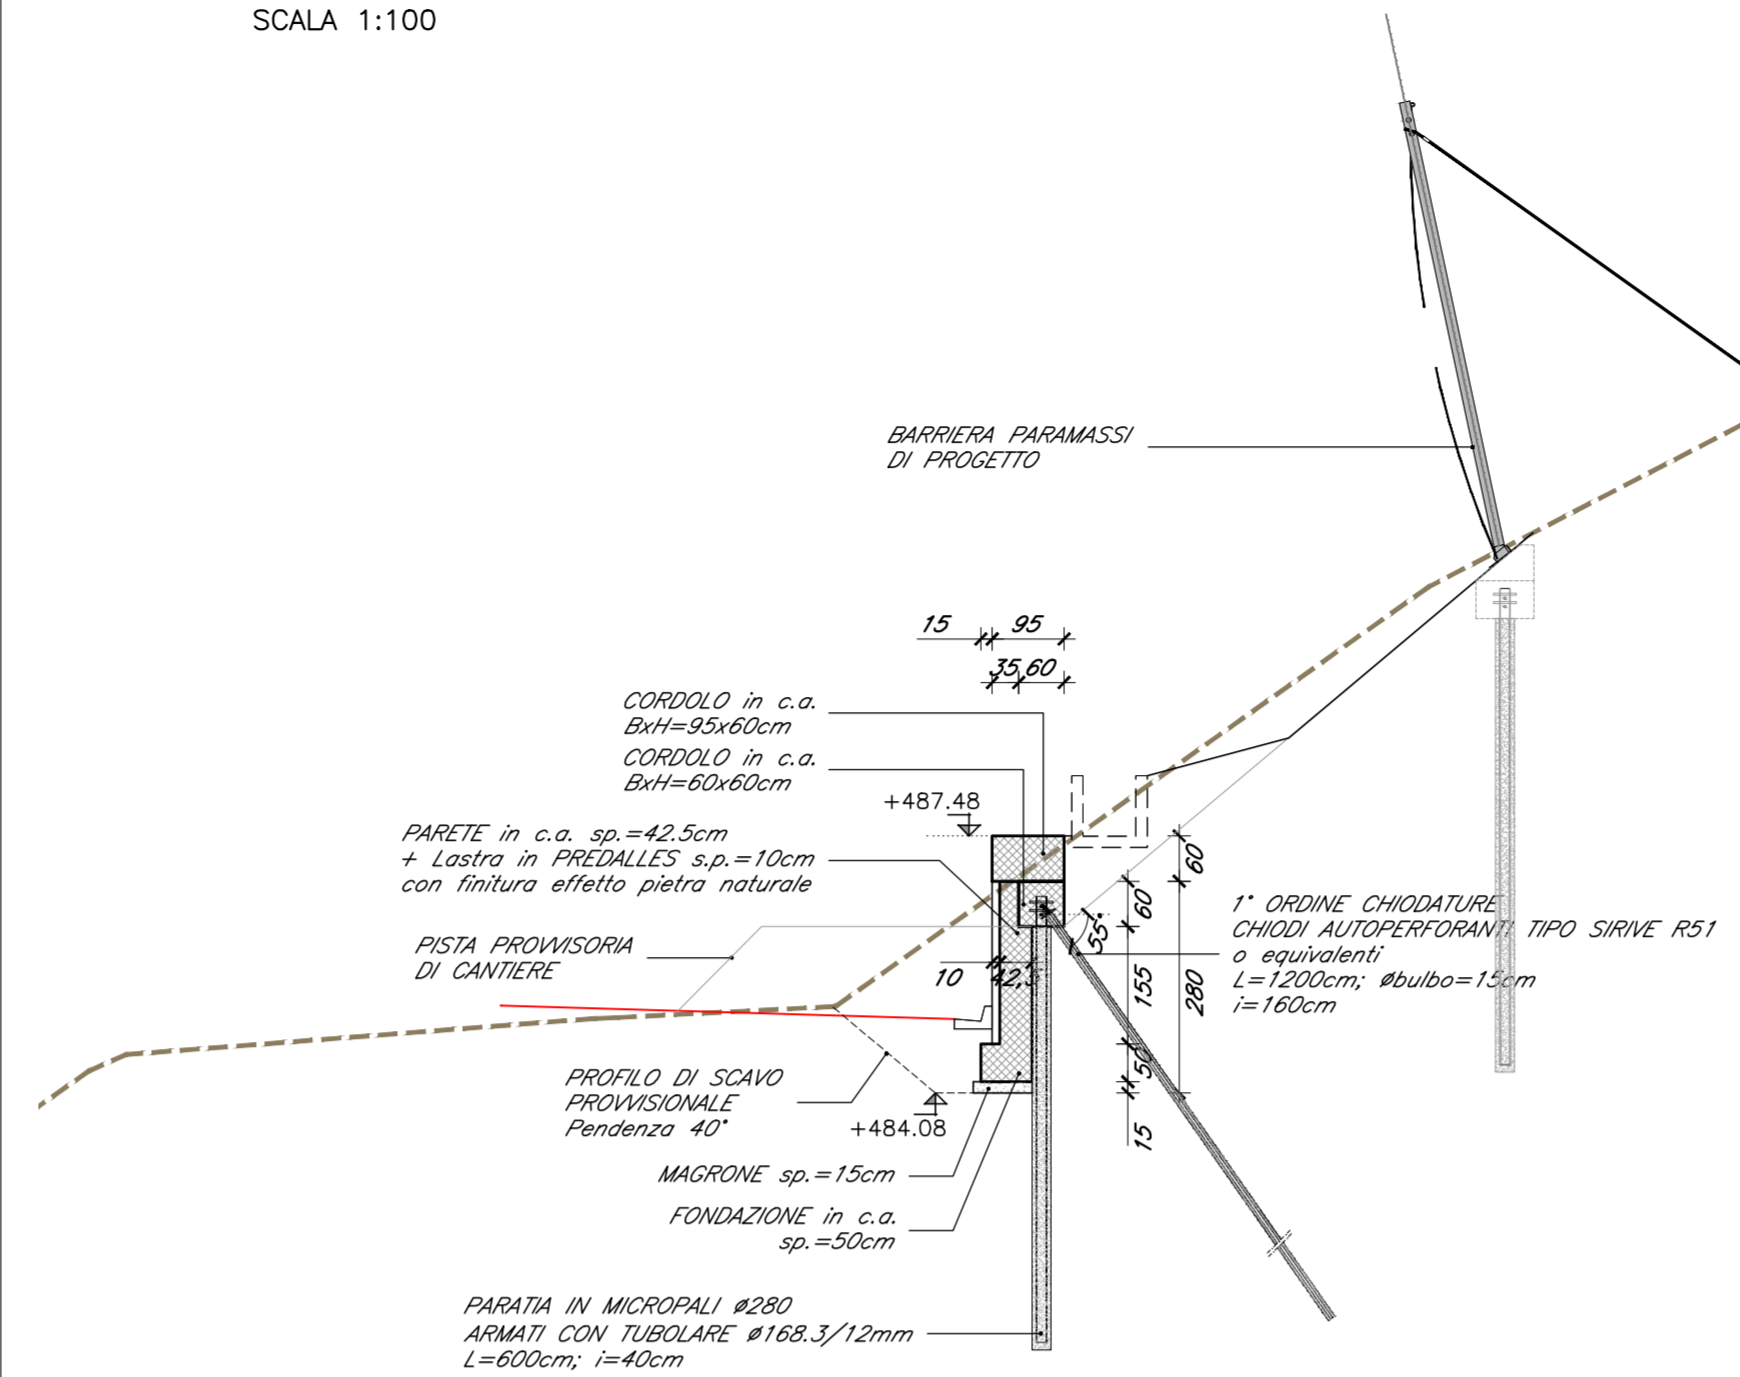 SCALA 1:100
BARRIERA PARAMASSI
DI PROGETTO
15
95
35
60
CORDOLO in c.a.
BxH=95x60cm
CORDOLO in c.a.
BxH=60x60cm
+487.48
PARETE in c.a. sp.=42.5cm
+ Lastra in PREDALLES s.p.=10cm
con finitura effetto pietra naturale
60
60
1° ORDINE CHIODATURE
CHIODI AUTOPERFORANTI TIPO SIRIVE R51
o equivalenti
L=1200cm; øbulbo=15cm
i=160cm
55°
PISTA PROVVISORIA
DI CANTIERE
10
42,5
155
280
50
15
PROFILO DI SCAVO
PROVVISIONALE
Pendenza 40°
+484.08
MAGRONE sp.=15cm
FONDAZIONE in c.a.
sp.=50cm
PARATIA IN MICROPALI ø280
ARMATI CON TUBOLARE ø168.3/12mm
L=600cm; i=40cm